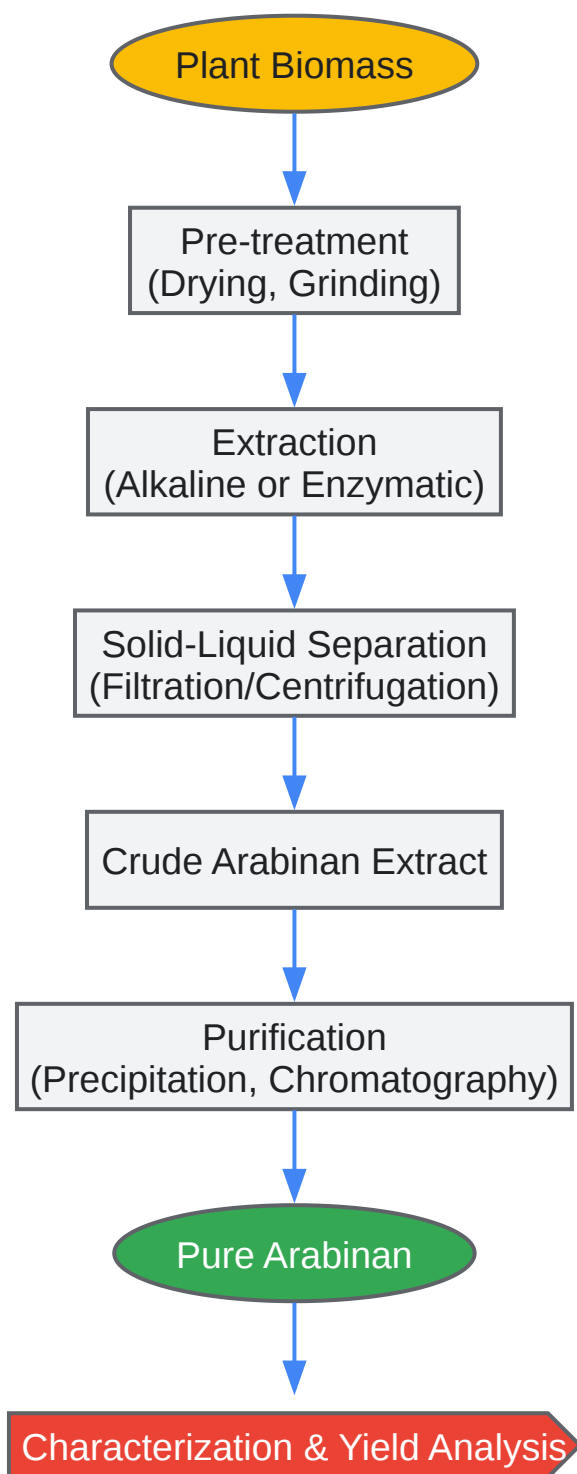 Plant Biomass
Pre-treatment
(Drying, Grinding)
Extraction
(Alkaline or Enzymatic)
Solid-Liquid Separation
(Filtration/Centrifugation)
Crude Arabinan Extract
Purification
(Precipitation, Chromatography)
Pure Arabinan
Characterization & Yield Analysis